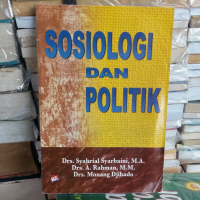 SOSIOLOGI
DAN
POLITIK
Drs. Syahrial Syarbaini, M.A.
Drs. A. Rahman, M.M.
Drs. Monang Djihado